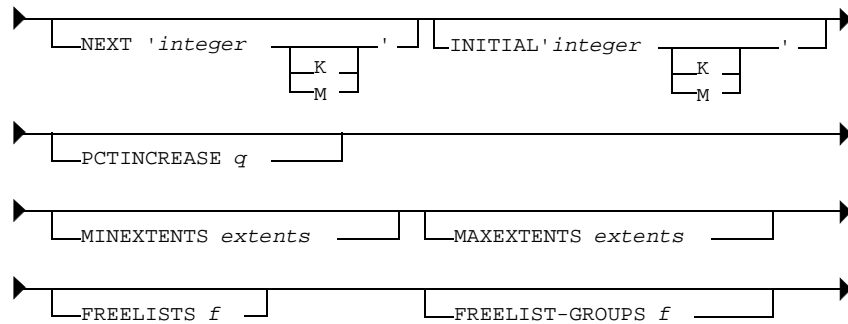 NEXT 'integer ' INITIAL'integer '
K K
M M
PCTINCREASE q
MINEXTENTS extents MAXEXTENTS extents
FREELISTS f FREELIST-GROUPS f